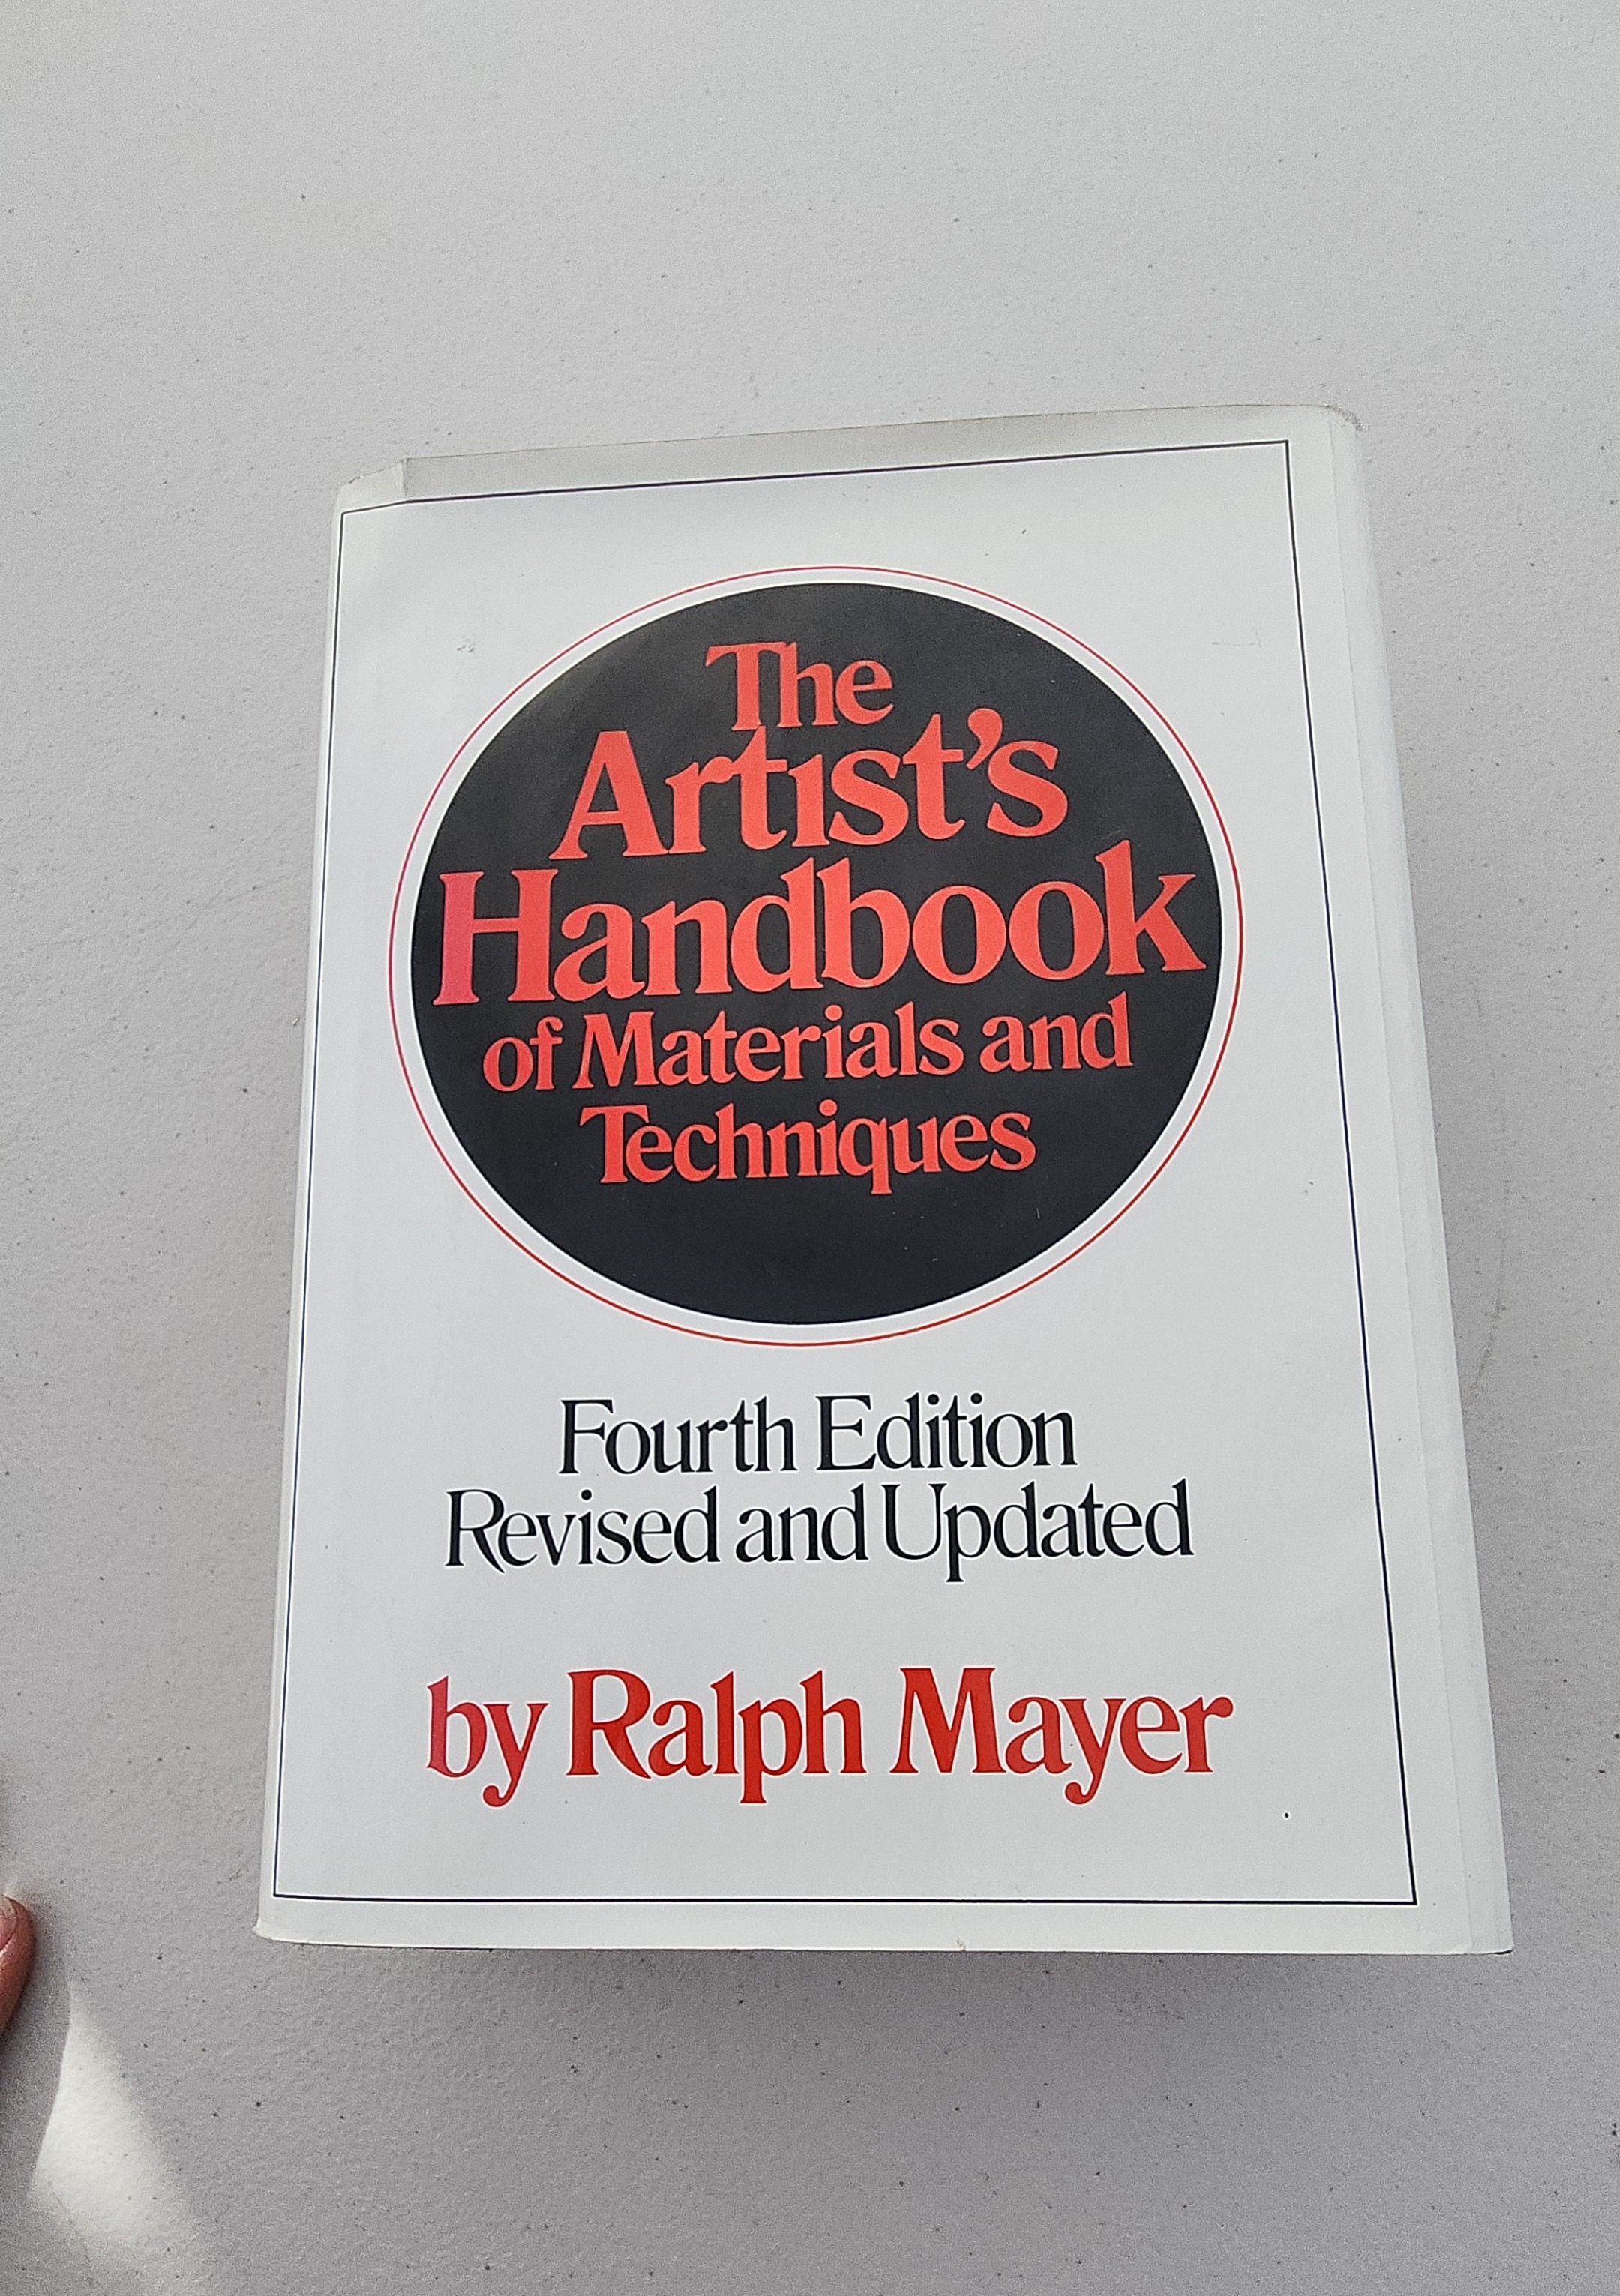 The
Artist's
Handbook
of Materials and
Techniques
Fourth Edition
Revised and Updated
by Ralph Mayer